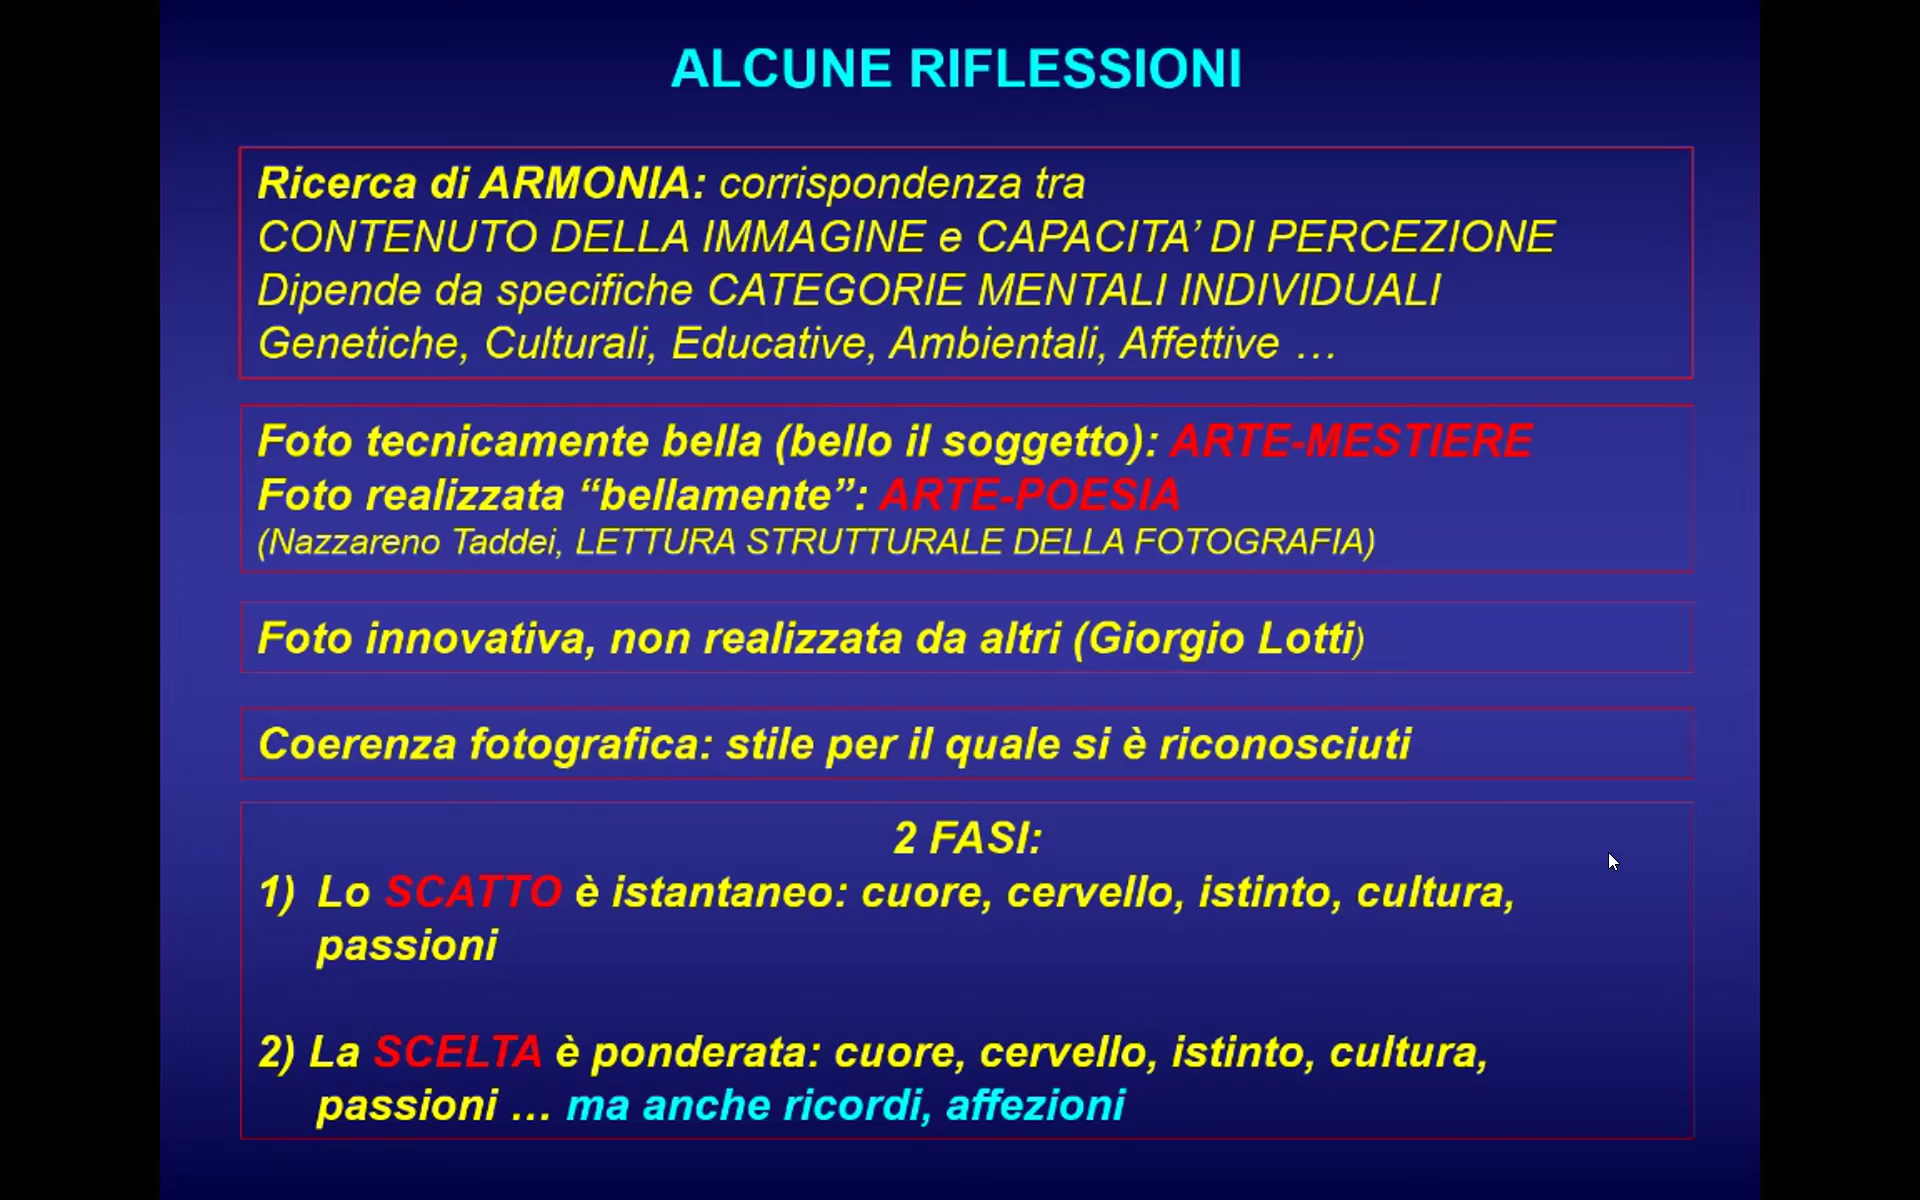 ALCUNE RIFLESSIONI
Ricerca di ARMONIA: corrispondenza tra
CONTENUTO DELLA IMMAGINE e CAPACITA’ DI PERCEZIONE
Dipende da specifiche CATEGORIE MENTALI INDIVIDUALI
Genetiche, Culturali, Educative, Ambientali, Affettive …
Foto tecnicamente bella (bello il soggetto): ARTE-MESTIERE
Foto realizzata “bellamente”: ARTE-POESIA
(Nazzareno Taddei, LETTURA STRUTTURALE DELLA FOTOGRAFIA)
Foto innovativa, non realizzata da altri (Giorgio Lotti)
Coerenza fotografica: stile per il quale si è riconosciuti
2 FASI:
1) Lo SCATTO è istantaneo: cuore, cervello, istinto, cultura,
passioni
2) La SCELTA è ponderata: cuore, cervello, istinto, cultura,
passioni … ma anche ricordi, affezioni